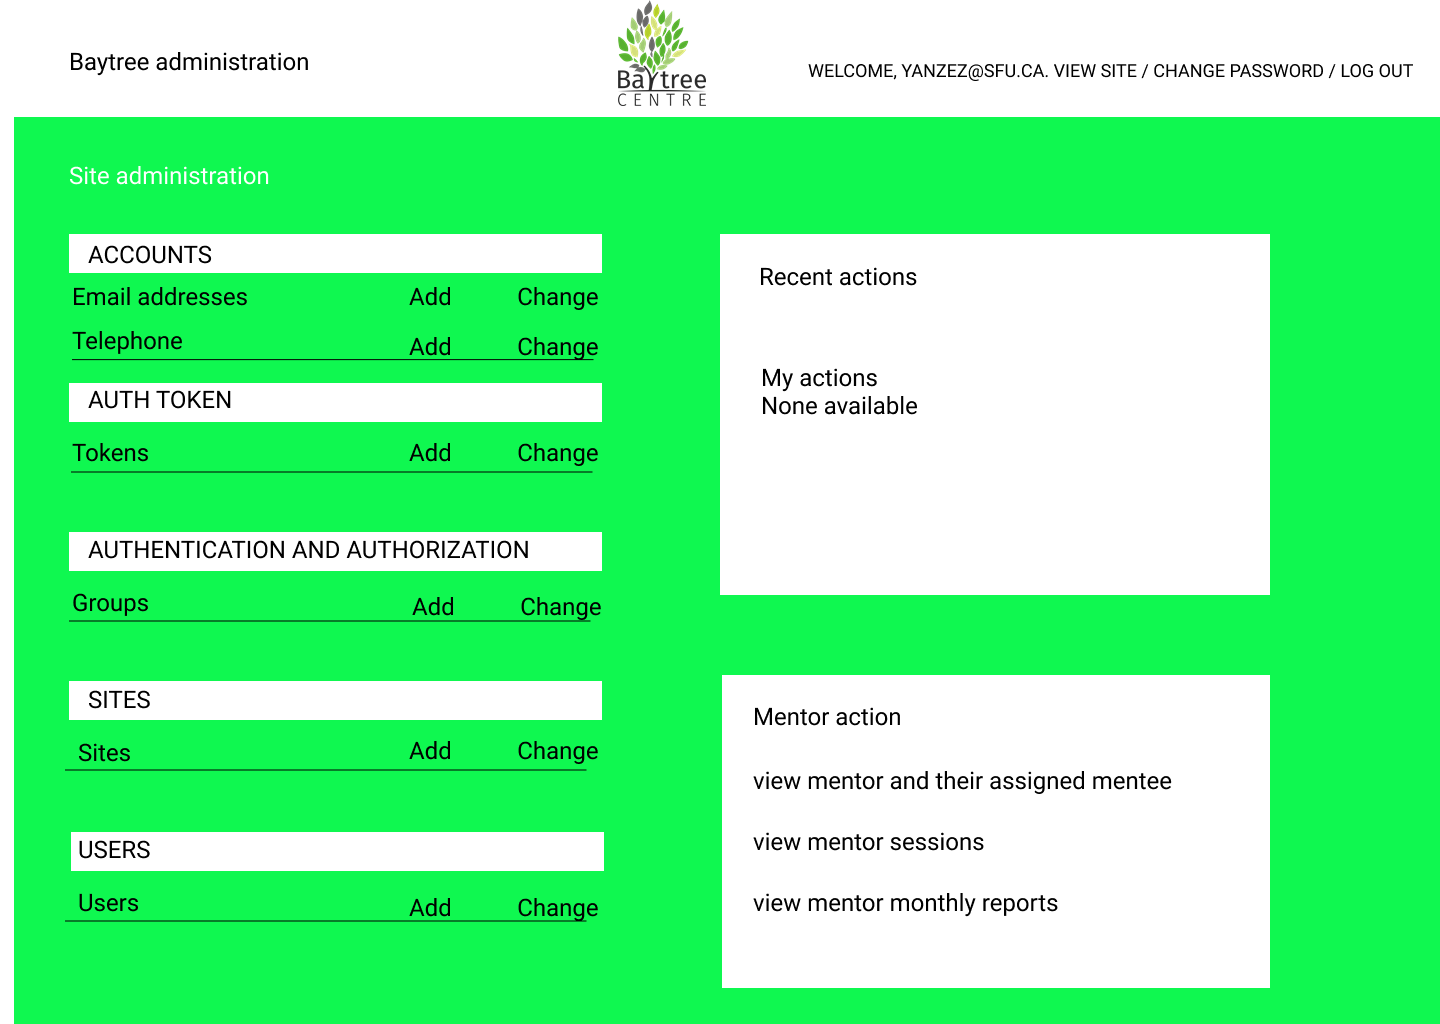 Baytree administration
Baytree
CENTRE
WELCOME, YANZEZ@SFU.CA. VIEW SITE / CHANGE PASSWORD / LOG OUT
Site administration
ACCOUNTS
Email addresses Add Change
Telephone Add Change
AUTH TOKEN
Tokens Add Change
AUTHENTICATION AND AUTHORIZATION
Groups Add Change
SITES
Sites Add Change
USERS
Users Add Change
Recent actions
My actions
None available
Mentor action
view mentor and their assigned mentee
view mentor sessions
view mentor monthly reports